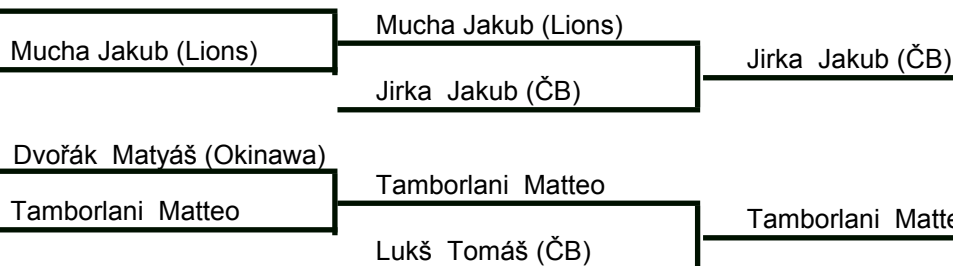 Mucha Jakub (Lions)
Mucha Jakub (Lions)
Jirka Jakub (ČB)
Jirka Jakub (ČB)
Dvořák Matyáš (Okinawa)
Tamborlani Matteo
Tamborlani Matteo
Lukš Tomáš (ČB)
Tamborlani